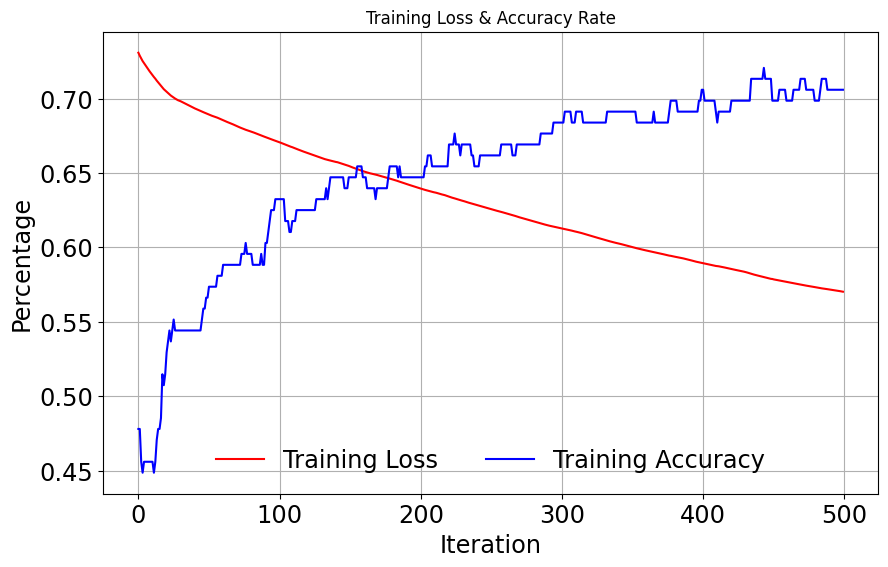 Training Loss & Accuracy Rate
0.70
0.65
0.60
0.55
0.50
0.45
Percentage
Training Loss
Training Accuracy
0 100 200 300 400 500
Iteration